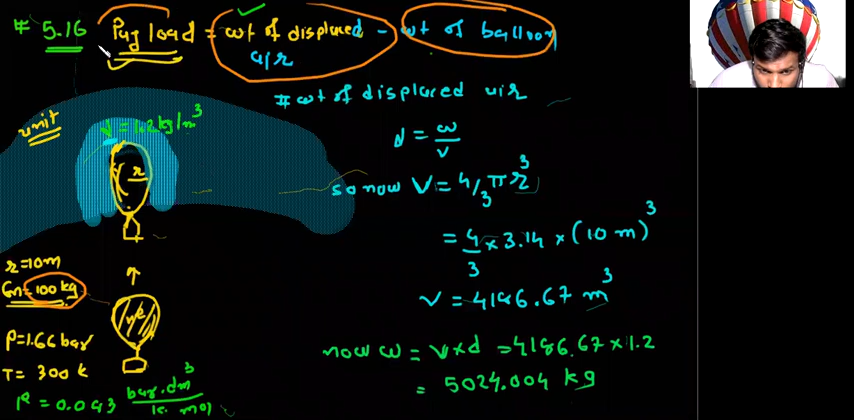 # 5.16 Pay load = wt of displaced air - wt of balloon
# wt of displaced air
unit
d = 1.2 kg/m³
r
d = ω/v
so now V = 4/3 πr³
= 4/3 × 3.14 × (10 m)³
V = 4186.67 m³
r = 10m
m = 100 kg
P = 1.66 bar
T = 300 k
R = 0.083 bar.dm³/K. mol
now ω = V×d = 4186.67 × 1.2
= 5024.004 kg